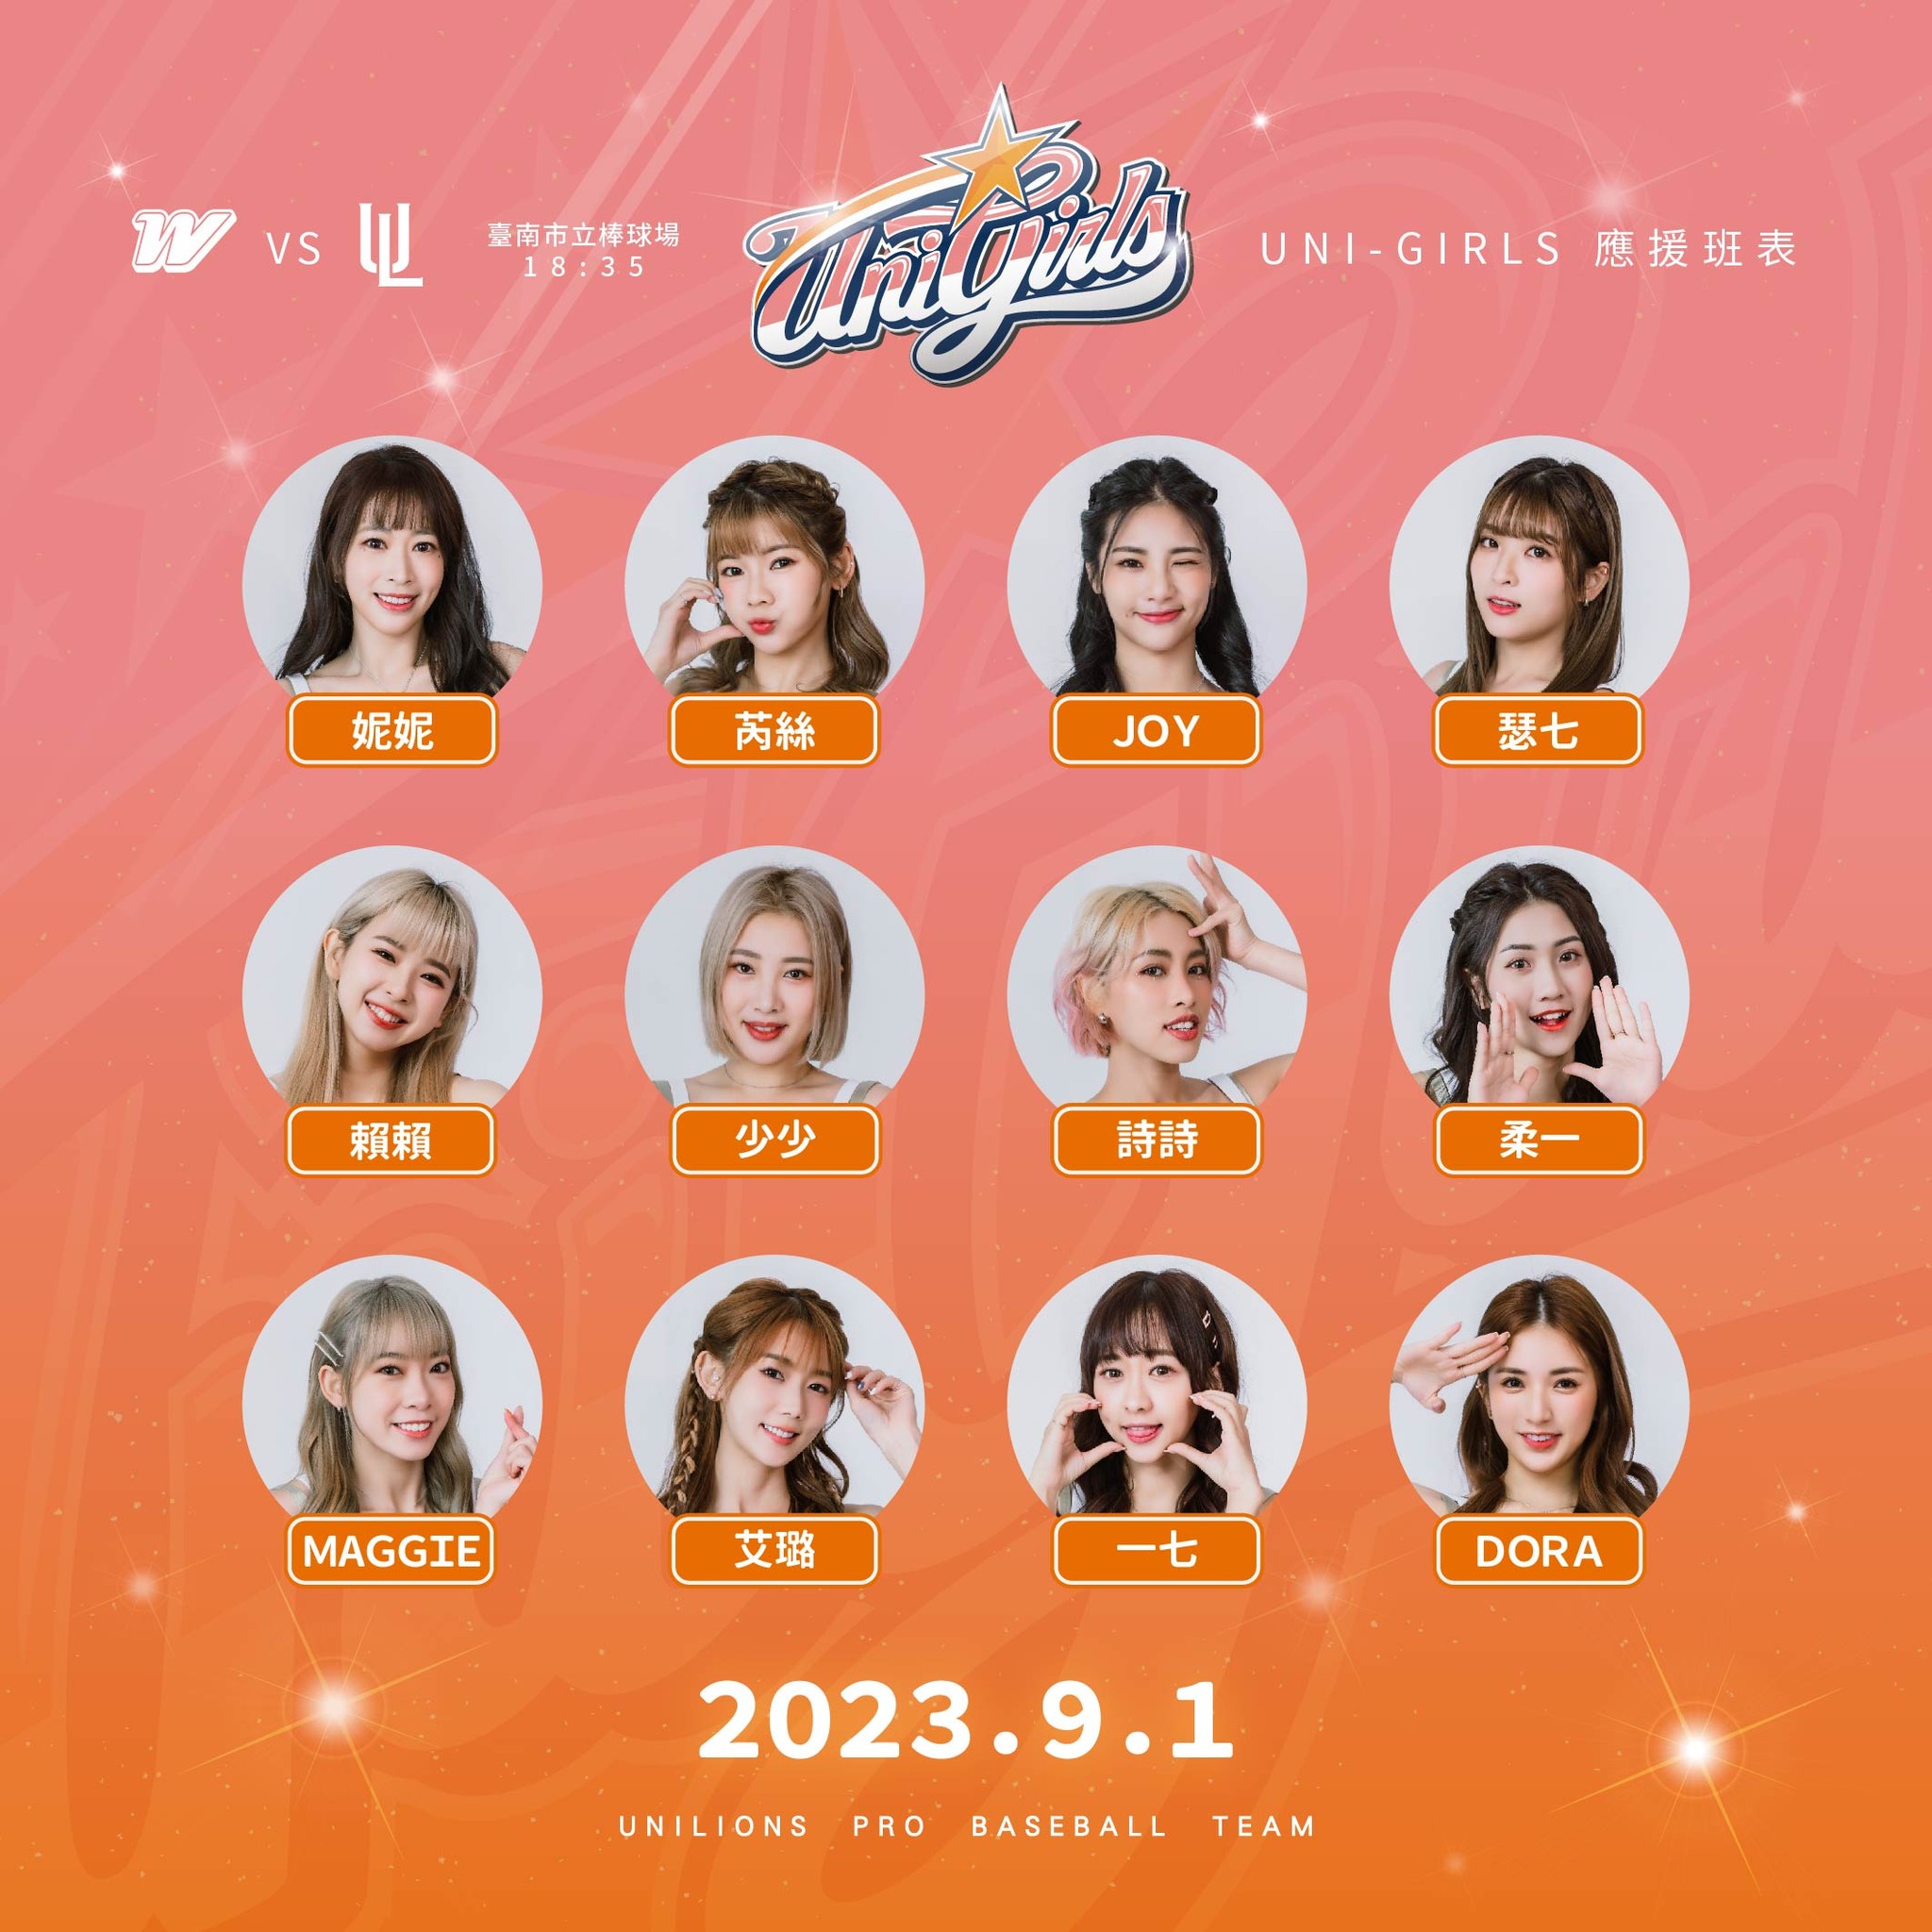 W VS UL
臺南市立棒球場
18:35
UniGirls
UNI-GIRLS 應援班表
妮妮
芮絲
JOY
瑟七
賴賴
少少
詩詩
柔一
MAGGIE
艾璐
一七
DORA
2023.9.1
UNILIONS PRO BASEBALL TEAM